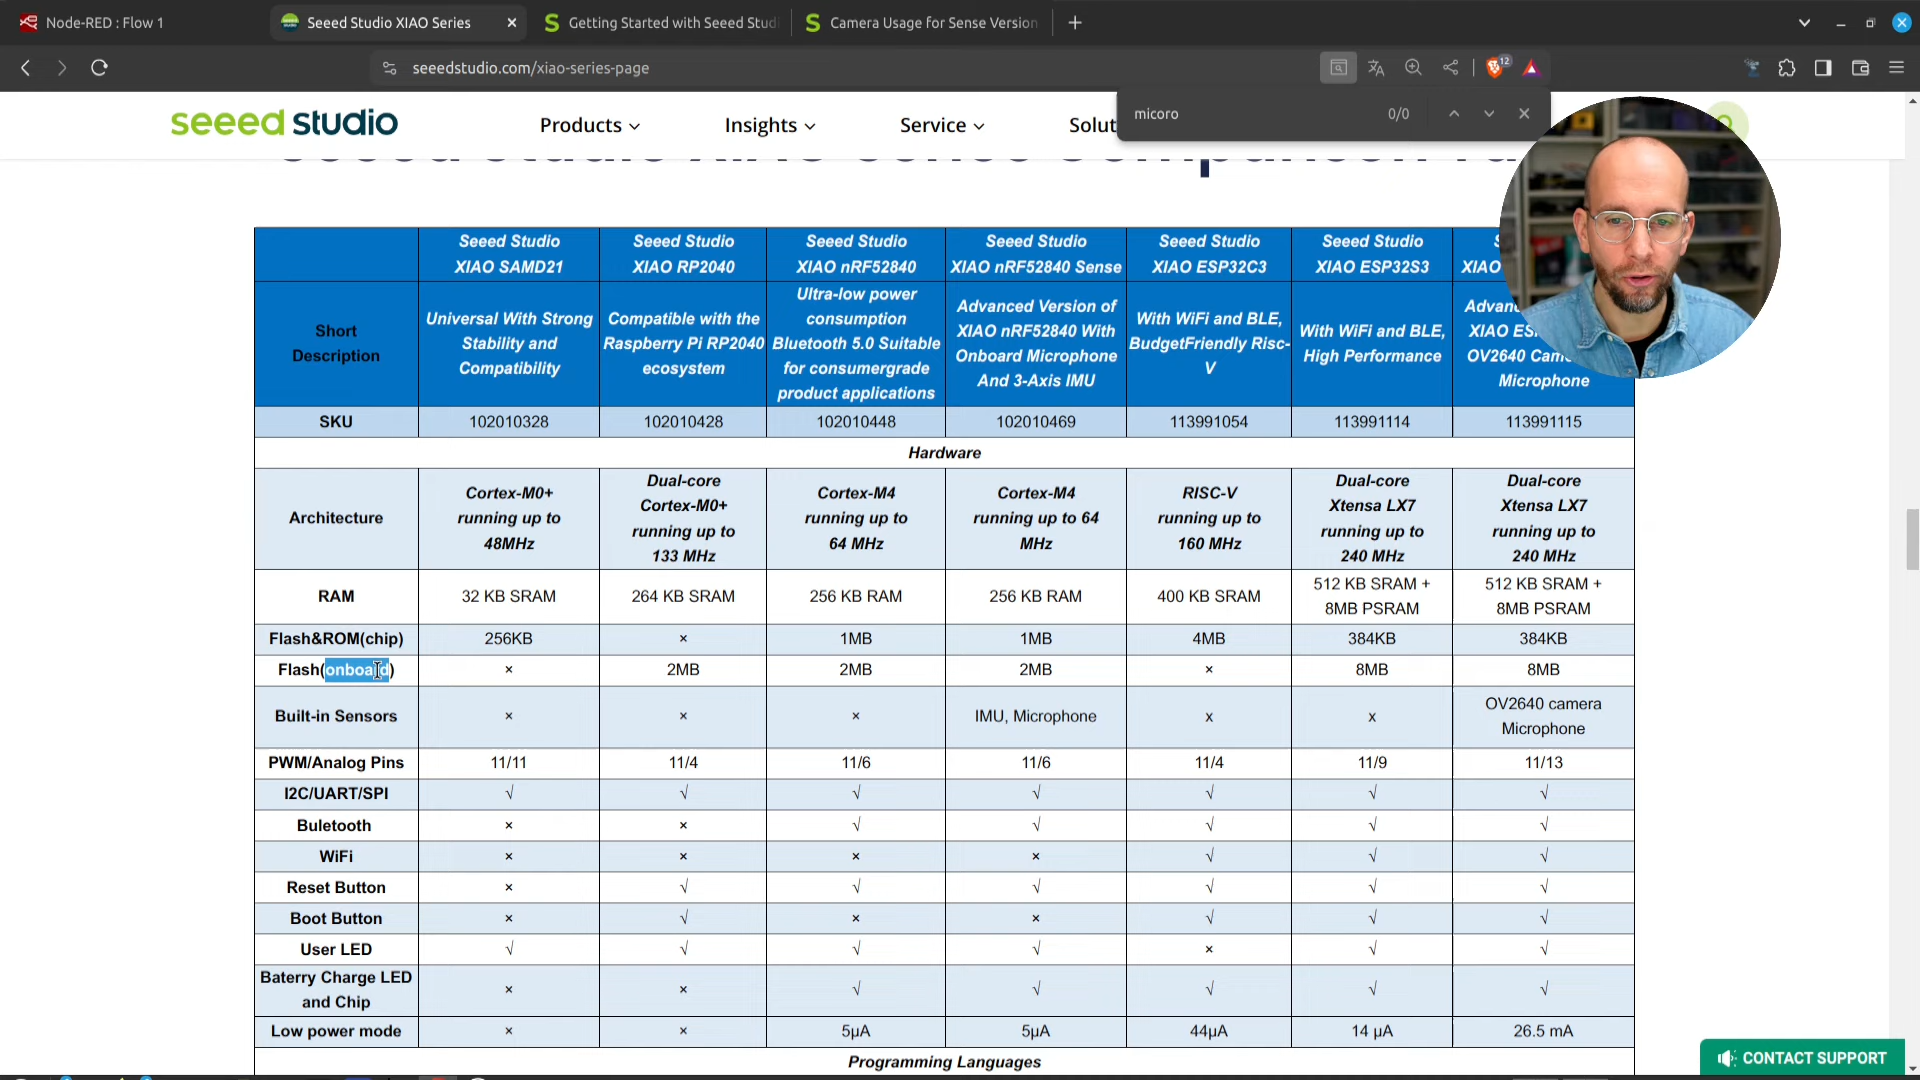 Node-RED : Flow 1
Seeed Studio XIAO Series
Getting Started with Seeed Stud
Camera Usage for Sense Version
seeedstudio.com/xiao-series-page
12
micoro
0/0
seeed studio
Products
Insights
Service
Solut
Seeed Studio XIAO SAMD21
Seeed Studio XIAO RP2040
Seeed Studio XIAO nRF52840
Seeed Studio XIAO nRF52840 Sense
Seeed Studio XIAO ESP32C3
Seeed Studio XIAO ESP32S3
XIAO
Short Description
Universal With Strong Stability and Compatibility
Compatible with the Raspberry Pi RP2040 ecosystem
Ultra-low power consumption Bluetooth 5.0 Suitable for consumergrade product applications
Advanced Version of XIAO nRF52840 With Onboard Microphone And 3-Axis IMU
With WiFi and BLE, BudgetFriendly Risc-V
With WiFi and BLE, High Performance
Advan
XIAO ES
OV2640 Cam
Microphone
SKU 102010328 102010428 102010448 102010469 113991054 113991114 113991115
Hardware
Architecture
Cortex-M0+ running up to 48MHz
Dual-core Cortex-M0+ running up to 133 MHz
Cortex-M4 running up to 64 MHz
Cortex-M4 running up to 64 MHz
RISC-V running up to 160 MHz
Dual-core Xtensa LX7 running up to 240 MHz
Dual-core Xtensa LX7 running up to 240 MHz
RAM 32 KB SRAM 264 KB SRAM 256 KB RAM 256 KB RAM 400 KB SRAM 512 KB SRAM + 8MB PSRAM 512 KB SRAM + 8MB PSRAM
Flash&ROM(chip) 256KB × 1MB 1MB 4MB 384KB 384KB
Flash(onboard) × 2MB 2MB 2MB × 8MB 8MB
Built-in Sensors × × × IMU, Microphone x x OV2640 camera Microphone
PWM/Analog Pins 11/11 11/4 11/6 11/6 11/4 11/9 11/13
I2C/UART/SPI √ √ √ √ √ √ √
Buletooth × × √ √ √ √ √
WiFi × × × × √ √ √
Reset Button × √ √ √ √ √ √
Boot Button × √ × × √ √ √
User LED √ √ √ √ × √ √
Baterry Charge LED and Chip × × √ √ √ √ √
Low power mode × × 5μA 5μA 44μA 14 μA 26.5 mA
Programming Languages
CONTACT SUPPORT